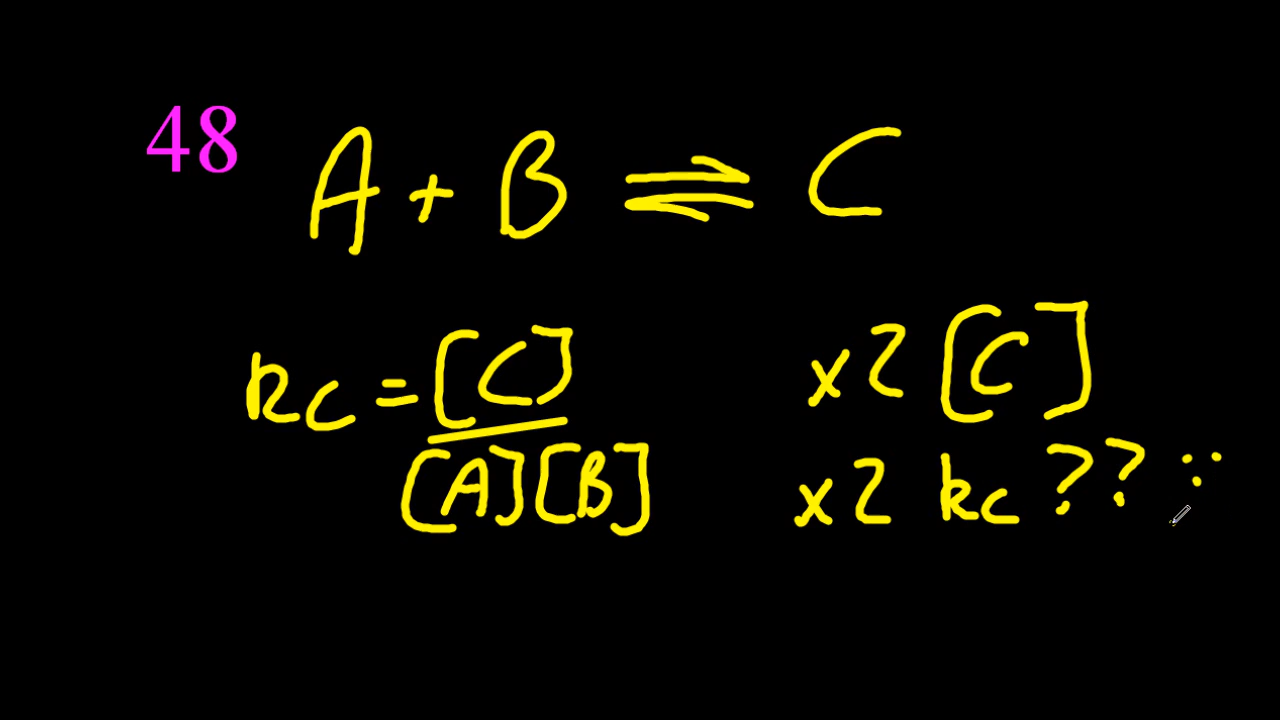 48
A + B ⇌ C
kc = [C] / [A][B]
x2 [C]
x2 kc ??